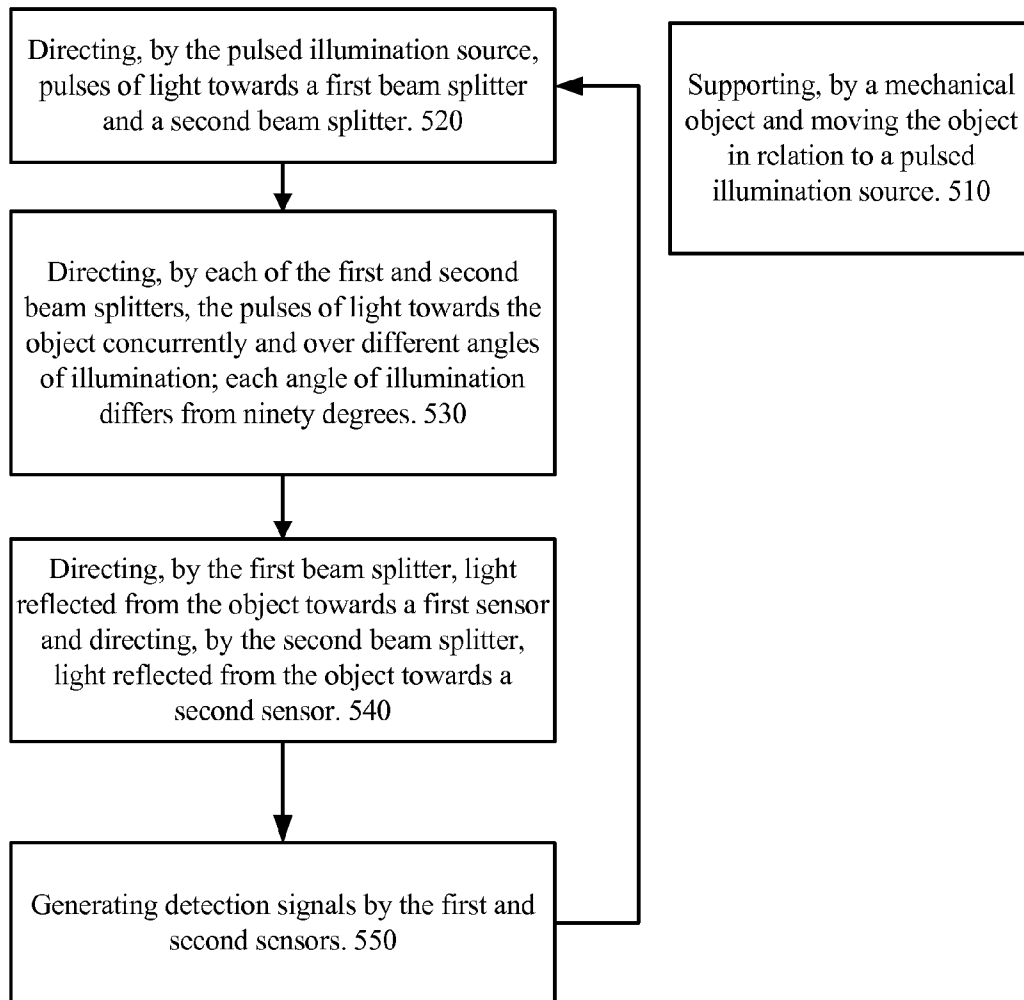 Directing, by the pulsed illumination source,
pulses of light towards a first beam splitter
and a second beam splitter. 520
Supporting, by a mechanical
object and moving the object
in relation to a pulsed
illumination source. 510
Directing, by each of the first and second
beam splitters, the pulses of light towards the
object concurrently and over different angles
of illumination; each angle of illumination
differs from ninety degrees. 530
Directing, by the first beam splitter, light
reflected from the object towards a first sensor
and directing, by the second beam splitter,
light reflected from the object towards a
second sensor. 540
Generating detection signals by the first and
second sensors. 550